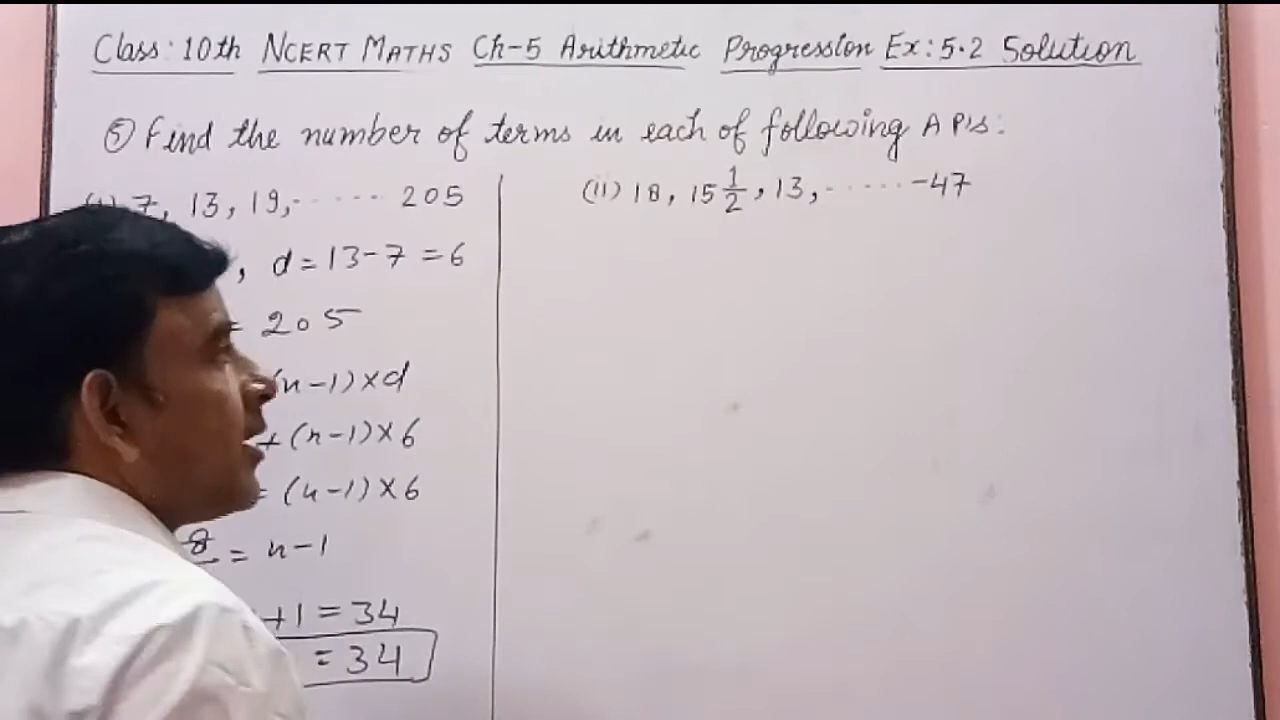 Class: 10th NCERT MATHS Ch-5 Arithmetic Progression Ex: 5.2 Solution
⑤ Find the number of terms in each of following AP's:
(i) 7, 13, 19, ...... 205
, d = 13 - 7 = 6
= 205
(n-1)×d
+ (n-1)×6
= (n-1)×6
8 = n-1
+1 = 34
= 34
(ii) 18, 15 1/2, 13, ...... -47